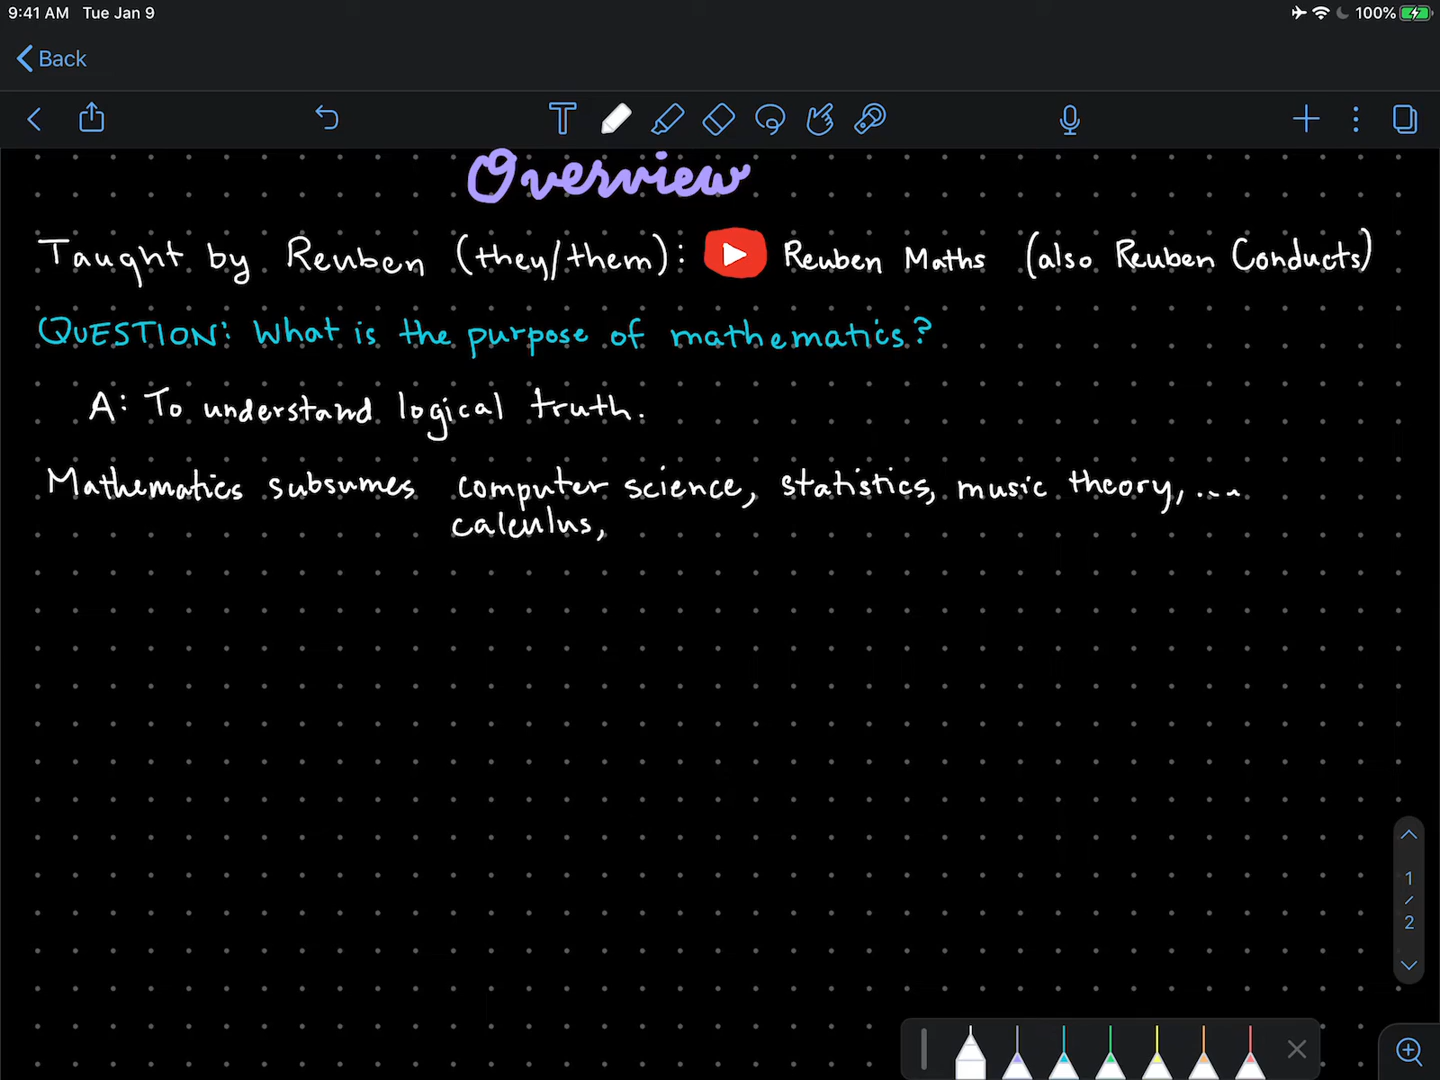 9:41 AM Tue Jan 9 100%
Back
Overview
Taught by Reuben (they/them): Reuben Maths (also Reuben Conducts)
QUESTION: What is the purpose of mathematics?
A: To understand logical truth.
Mathematics subsumes computer science, statistics, music theory, ...
calculus,
1
/
2